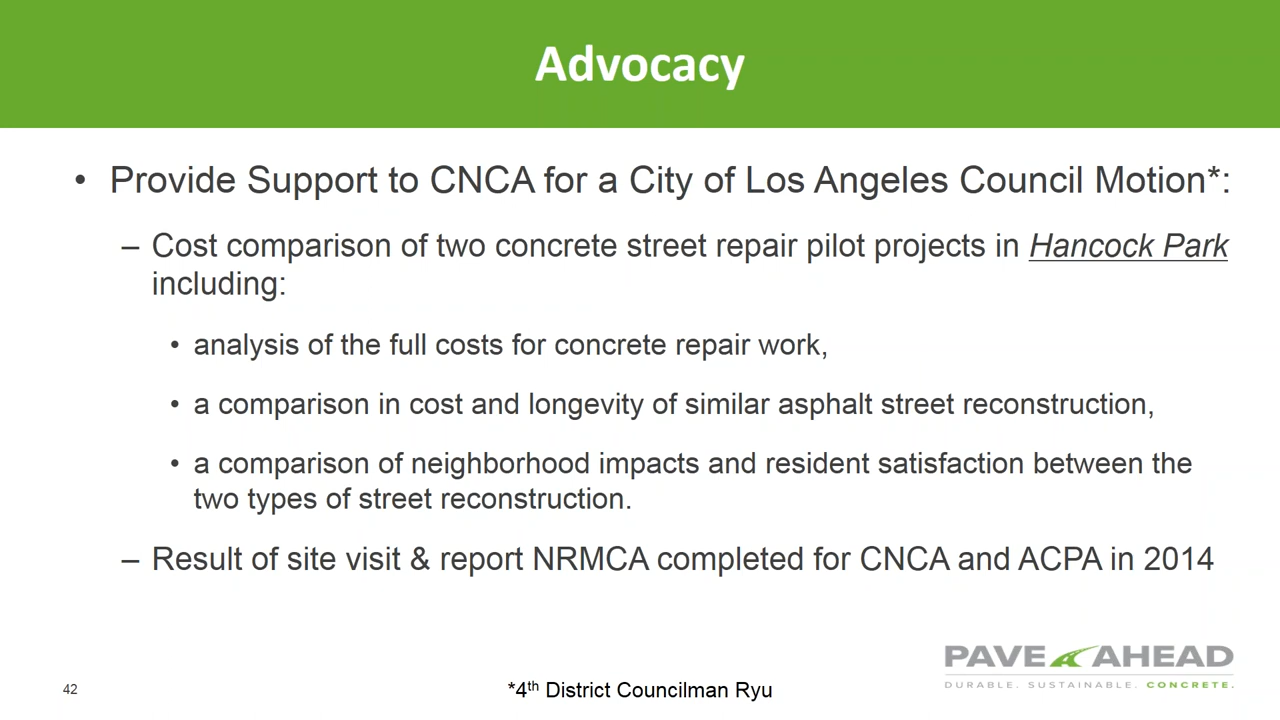 Advocacy
• Provide Support to CNCA for a City of Los Angeles Council Motion*:
– Cost comparison of two concrete street repair pilot projects in Hancock Park
including:
• analysis of the full costs for concrete repair work,
• a comparison in cost and longevity of similar asphalt street reconstruction,
• a comparison of neighborhood impacts and resident satisfaction between the
two types of street reconstruction.
– Result of site visit & report NRMCA completed for CNCA and ACPA in 2014
PAVE AHEAD
DURABLE. SUSTAINABLE. CONCRETE.
42
*4th District Councilman Ryu